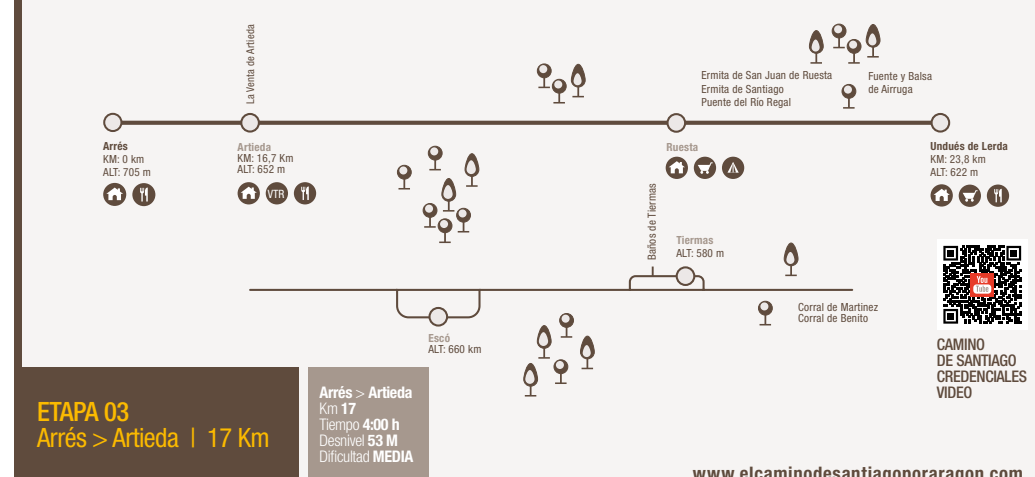 La Venta de Artieda
Ermita de San Juan de Ruesta
Ermita de Santiago
Puente del Río Regal
Fuente y Balsa
de Airruga
Arrés
KM: 0 km
ALT: 705 m
Artieda
KM: 16,7 Km
ALT: 652 m
VTR
Ruesta
Undués de Lerda
KM: 23,8 km
ALT: 622 m
Baños de Tiermas
Tiermas
ALT: 580 m
Escó
ALT: 660 km
Corral de Martinez
Corral de Benito
You
Tube
CAMINO
DE SANTIAGO
CREDENCIALES
VIDEO
ETAPA 03
Arrés > Artieda | 17 Km
Arrés > Artieda
Km 17
Tiempo 4:00 h
Desnivel 53 M
Dificultad MEDIA
www.elcaminodesantiagoporaragon.com